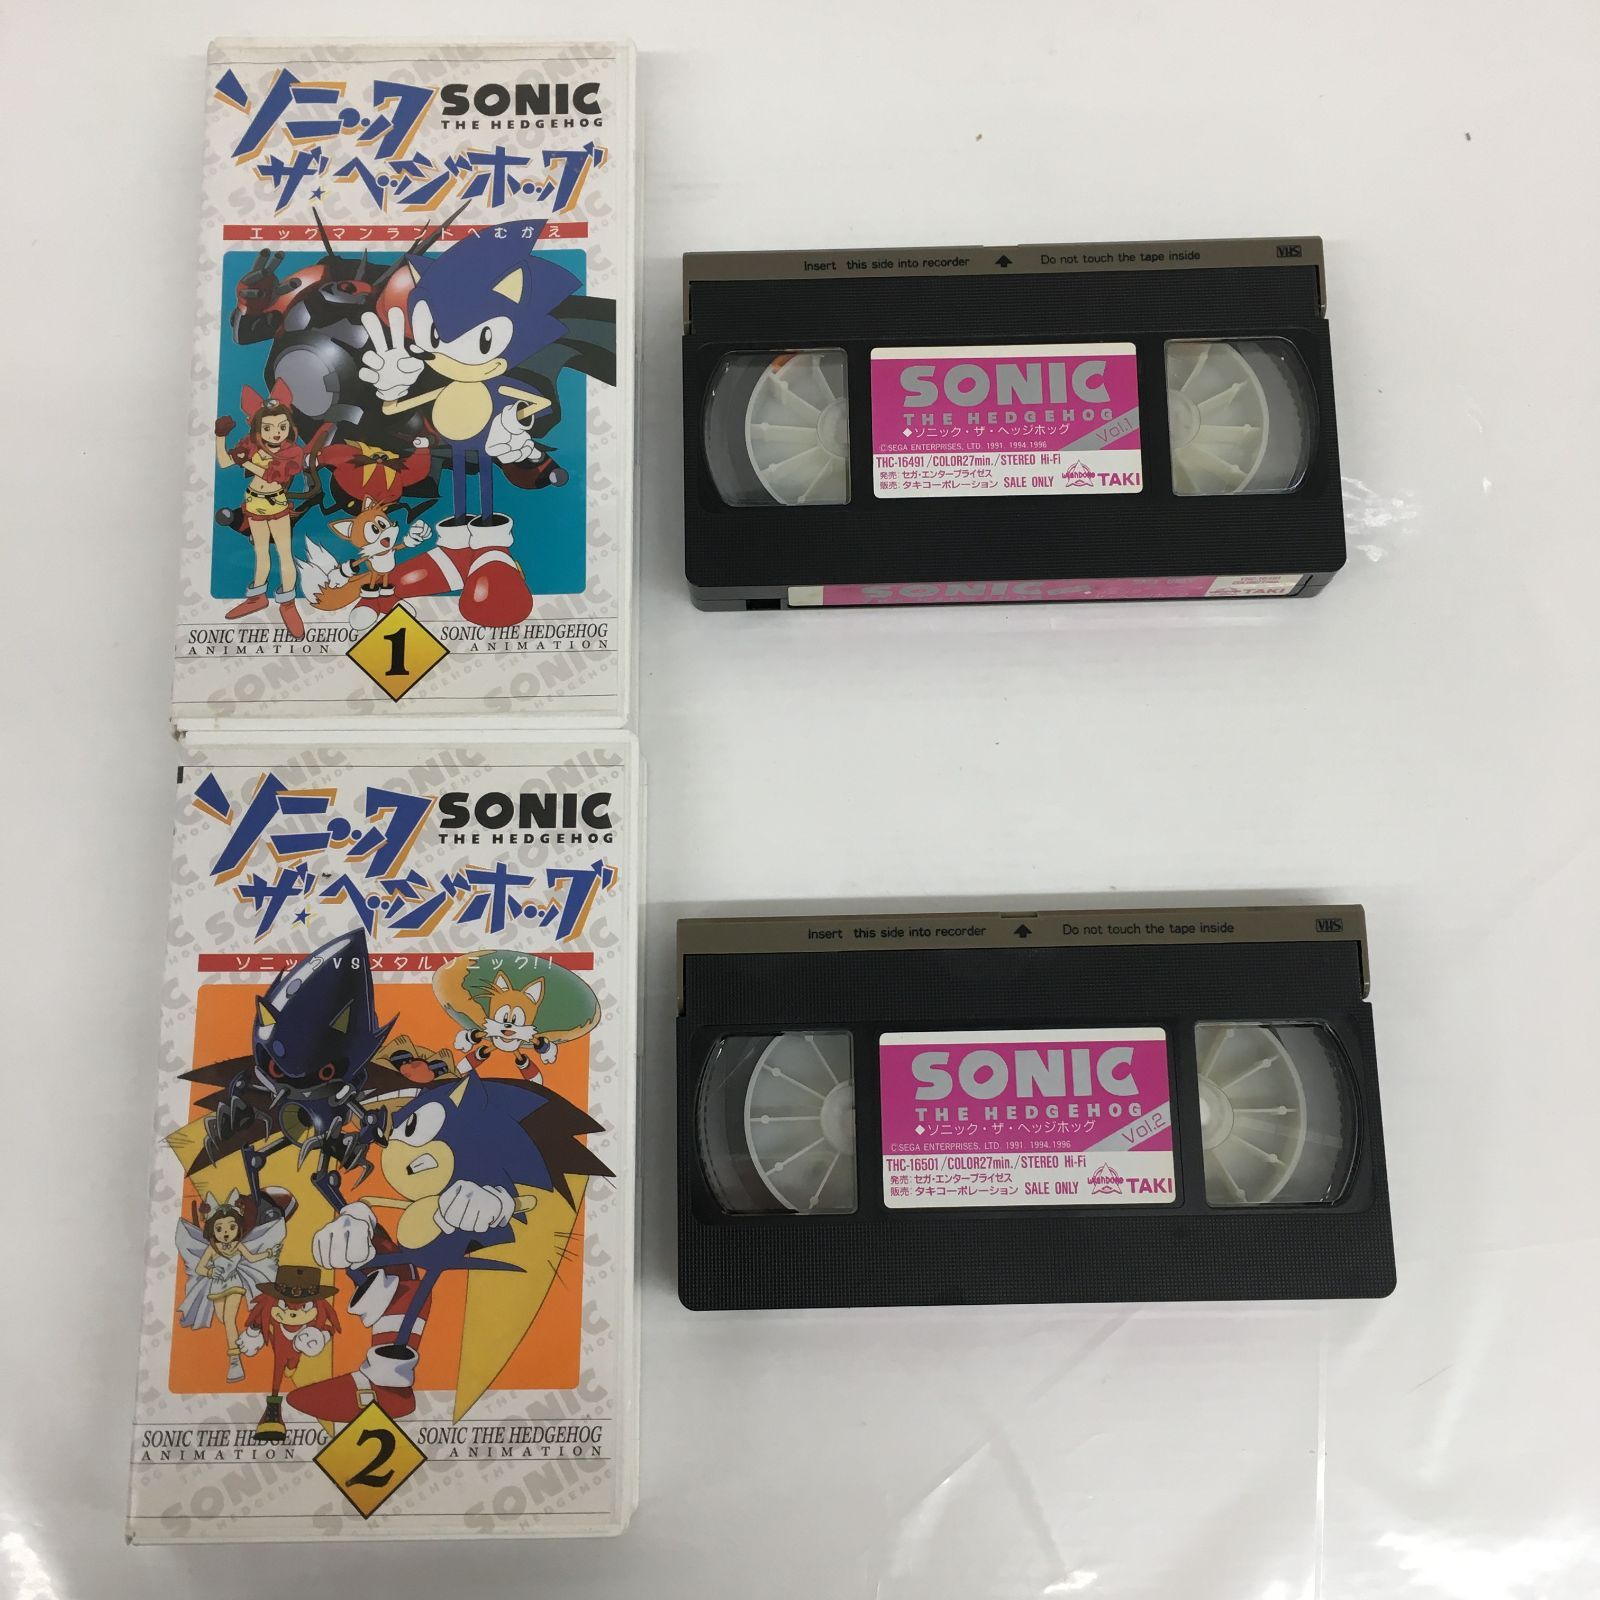 ソニック
SONIC
THE HEDGEHOG
ザ・ヘッジホッグ
エッグマンランドへむかえ
SONIC THE HEDGEHOG
ANIMATION
1
SONIC THE HEDGEHOG
ANIMATION
Insert this side into recorder
Do not touch the tape inside
VHS
SONIC
THE HEDGEHOG
◆ソニック・ザ・ヘッジホッグ
Vol.1
©SEGA ENTERPRISES, LTD. 1991. 1994. 1996
THC-16491/COLOR27min./STEREO Hi-Fi
発売:セガ・エンタープライゼス
販売:タキコーポレーション SALE ONLY TAKI
SONIC
TAKI
ソニック
SONIC
THE HEDGEHOG
ザ・ヘッジホッグ
ソニックvsメタルソニック!!
SONIC THE HEDGEHOG
ANIMATION
2
SONIC THE HEDGEHOG
ANIMATION
Insert this side into recorder
Do not touch the tape inside
VHS
SONIC
THE HEDGEHOG
◆ソニック・ザ・ヘッジホッグ
Vol.2
©SEGA ENTERPRISES, LTD. 1991. 1994. 1996
THC-16501/COLOR27min./STEREO Hi-Fi
発売:セガ・エンタープライゼス
販売:タキコーポレーション SALE ONLY TAKI